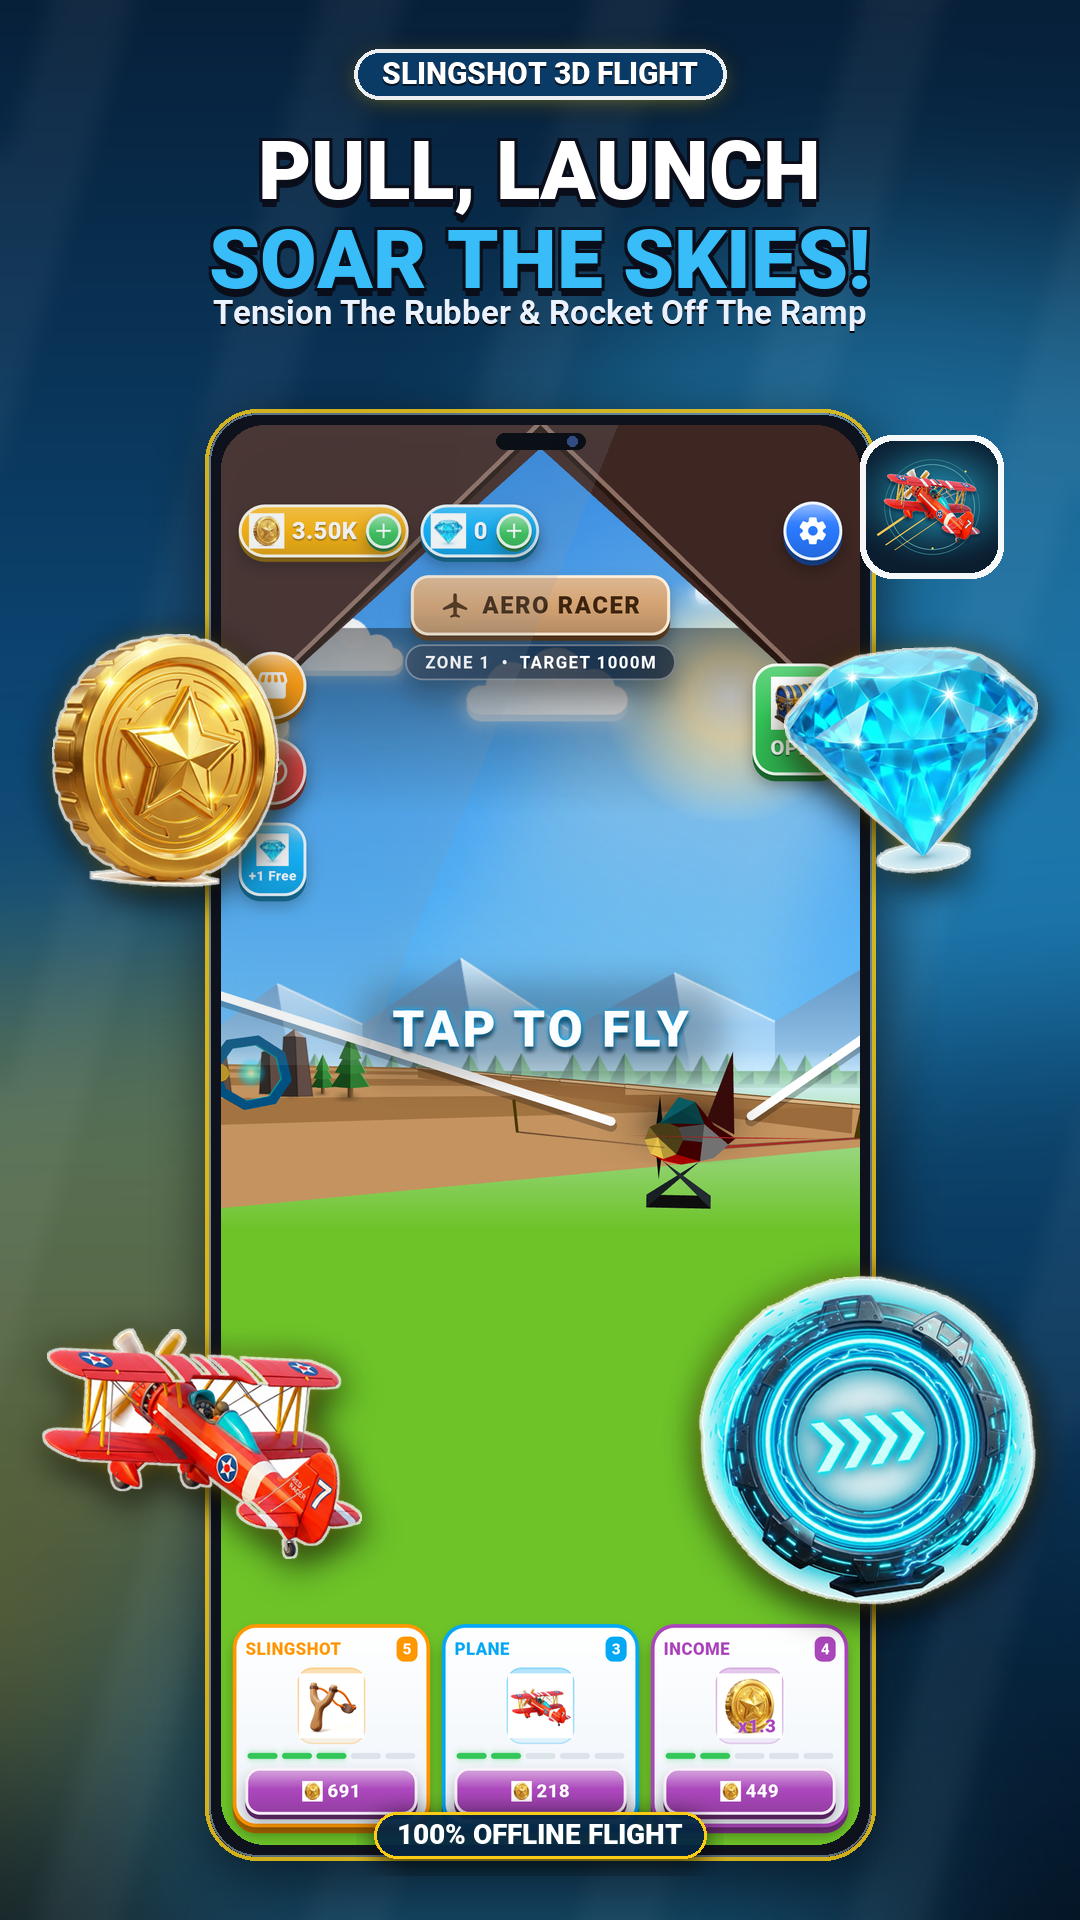 SLINGSHOT 3D FLIGHT
PULL, LAUNCH
SOAR THE SKIES!
Tension The Rubber & Rocket Off The Ramp
3.50K
0
AERO RACER
ZONE 1 • TARGET 1000M
+1 Free
TAP TO FLY
7
SLINGSHOT 5
PLANE 3
INCOME 4
x1.3
691
218
449
100% OFFLINE FLIGHT